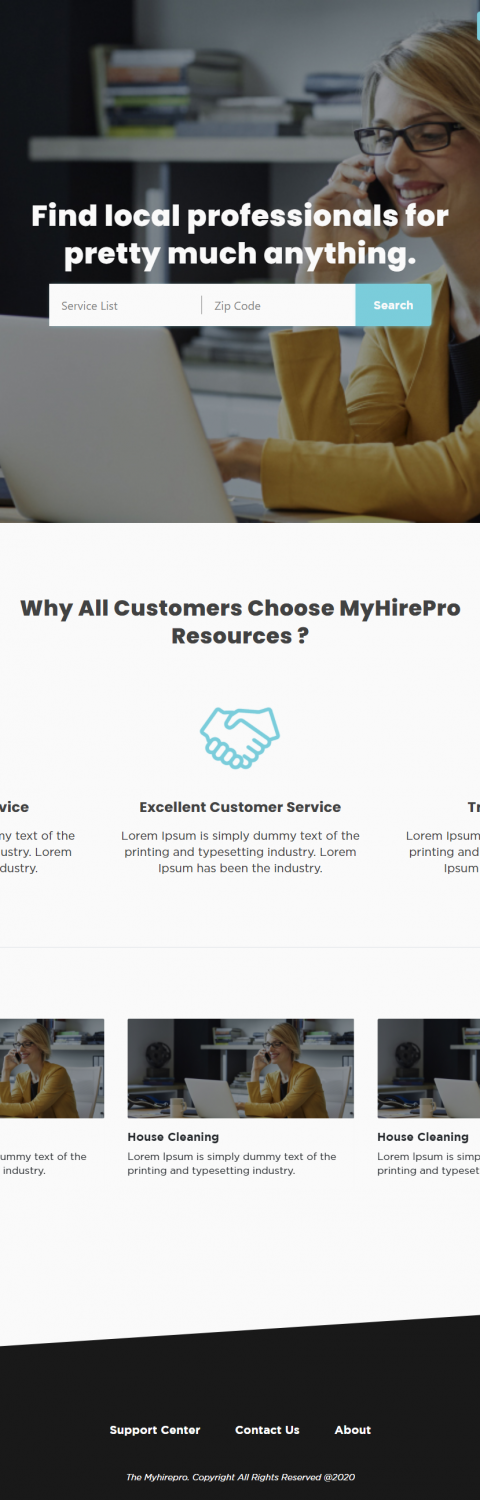 Find local professionals for
pretty much anything.
Service List
Zip Code
Search
Why All Customers Choose MyHirePro
Resources ?
vice
Excellent Customer Service
Tr
my text of the
Lorem Ipsum is simply dummy text of the
Lorem Ipsum
ustry. Lorem
printing and typesetting industry. Lorem
printing and
dustry.
Ipsum has been the industry.
Ipsum
House Cleaning
House Cleaning
ummy text of the
Lorem Ipsum is simply dummy text of the
Lorem Ipsum is simp
industry.
printing and typesetting industry.
printing and typeset
Support Center
Contact Us
About
The Myhirepro. Copyright All Rights Reserved @2020